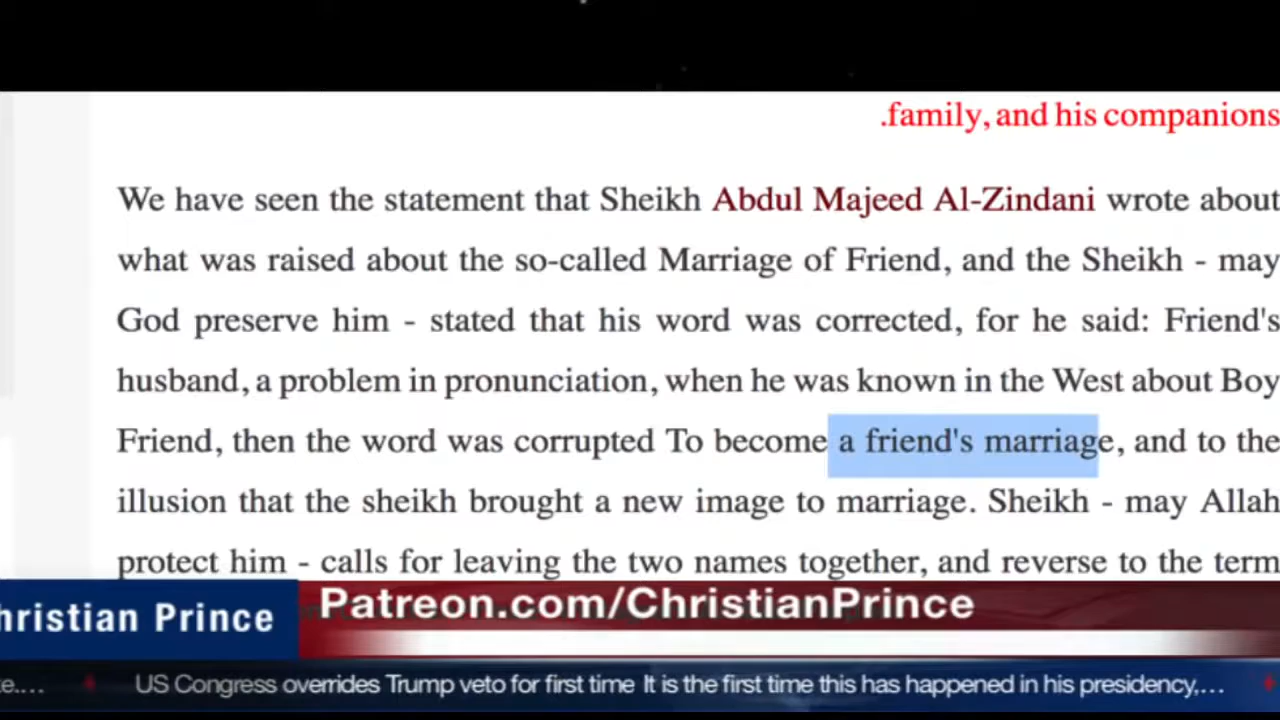 .family, and his companions
We have seen the statement that Sheikh Abdul Majeed Al-Zindani wrote about
what was raised about the so-called Marriage of Friend, and the Sheikh - may
God preserve him - stated that his word was corrected, for he said: Friend's
husband, a problem in pronunciation, when he was known in the West about Boy
Friend, then the word was corrupted To become a friend's marriage, and to the
illusion that the sheikh brought a new image to marriage. Sheikh - may Allah
protect him - calls for leaving the two names together, and reverse to the term
hristian Prince
Patreon.com/ChristianPrince
te.... US Congress overrides Trump veto for first time It is the first time this has happened in his presidency,...